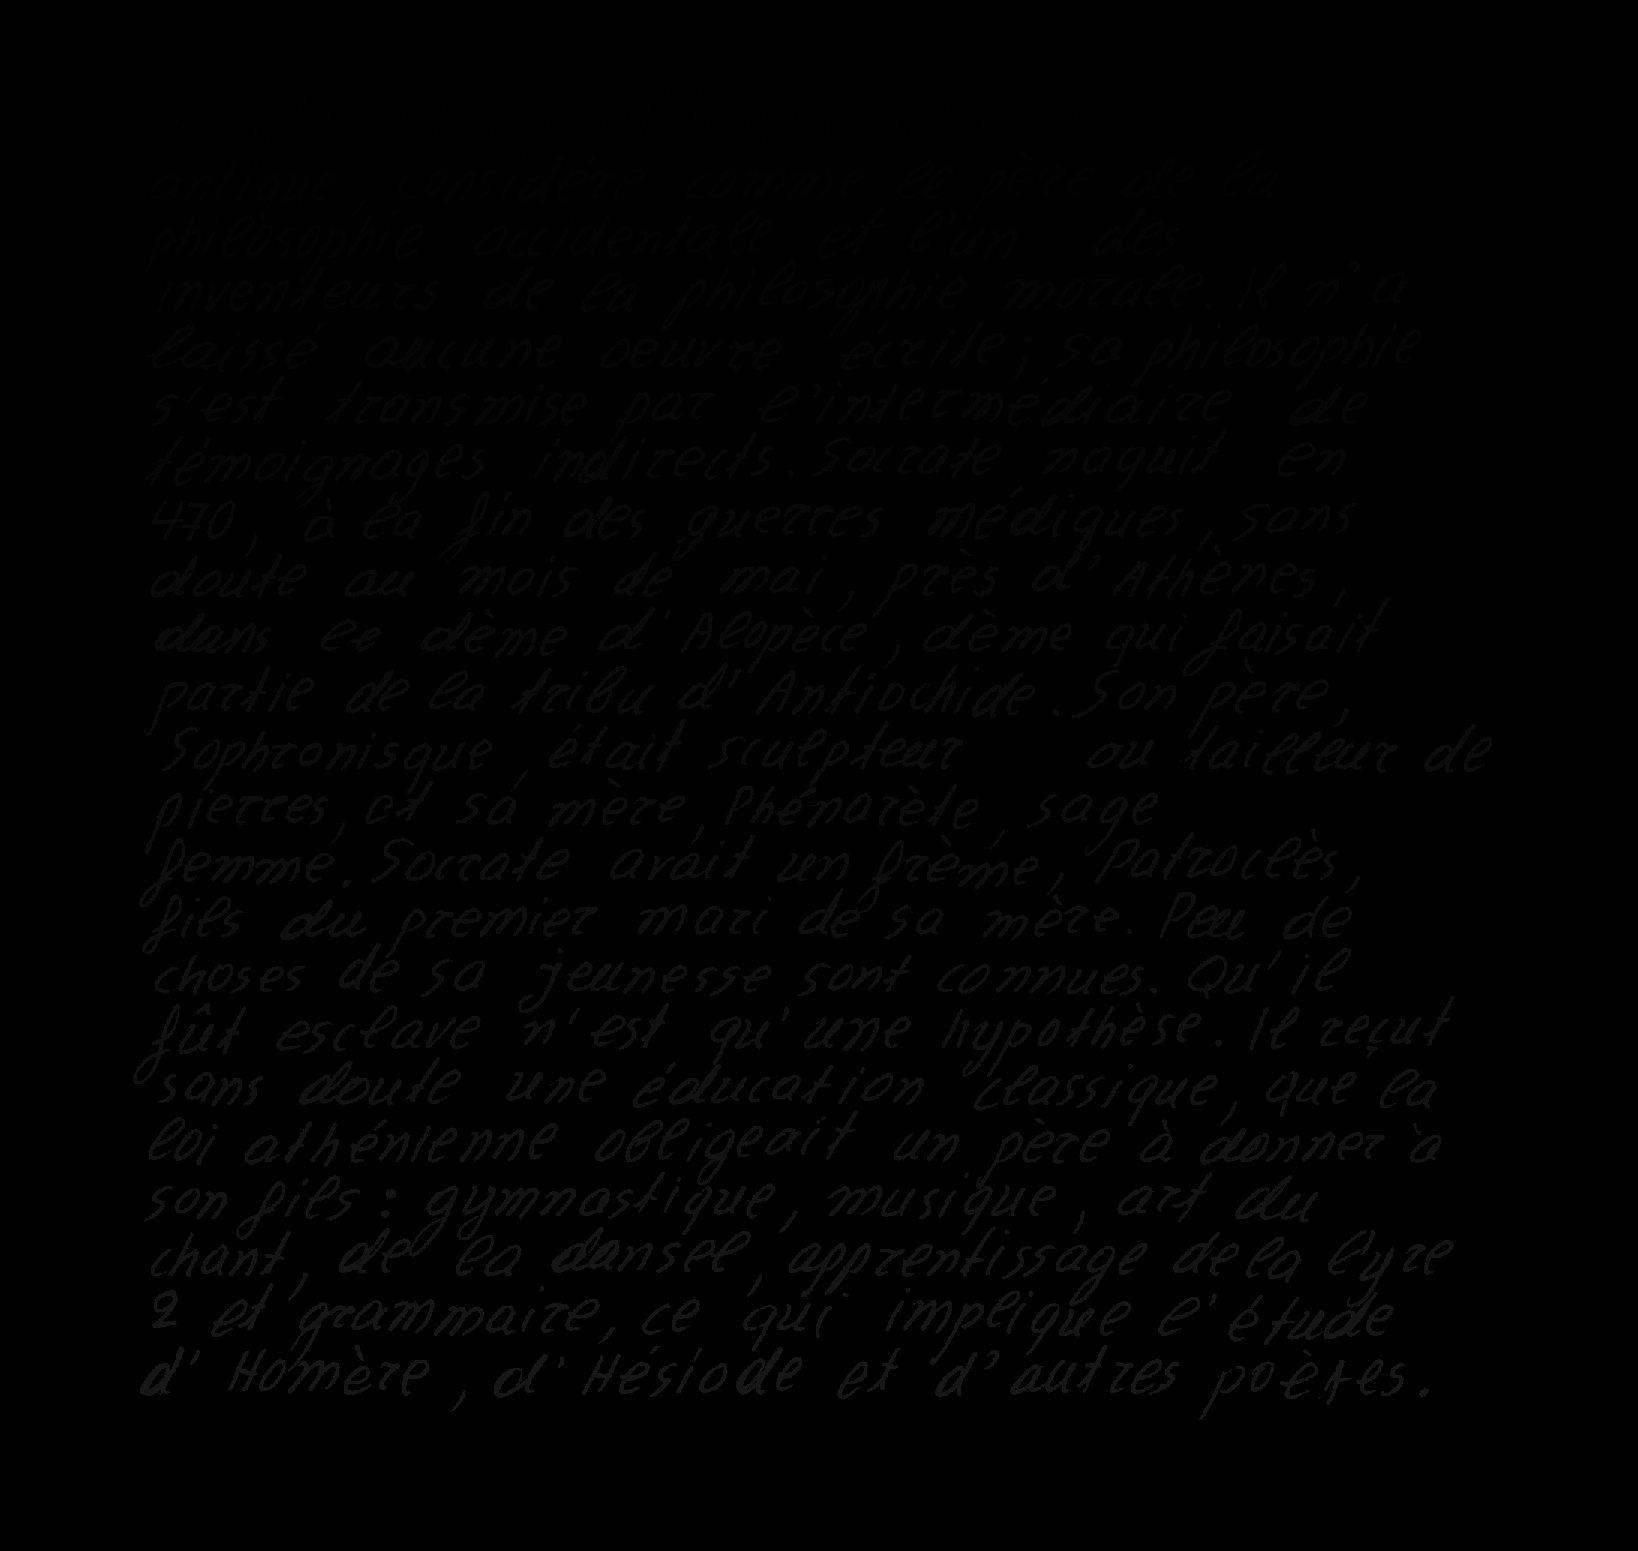 antique, considéré comme le père de la
philosophie occidentale et l'un des
inventeurs de la philosophie morale. Il n'a
laissé aucune oeuvre écrite; sa philosophie
s'est transmise par l'intermédiaire de
témoignages indirects. Socrate naquit en
470, à la fin des guerres médiques, sans
doute au mois de mai, près d'Athènes,
dans le dème d'Alopèce, dème qui faisait
partie de la tribu d'Antiochide. Son père,
Sophronisque, était sculpteur ou tailleur de
pierres, et sa mère, Phénarète, sage
femme. Socrate avait un frème, Patroclès,
fils du premier mari de sa mère. Peu de
choses de sa jeunesse sont connues. Qu'il
fût esclave n'est qu'une hypothèse. Il reçut
sans doute une éducation classique, que la
loi athénienne obligeait un père à donner à
son fils : gymnastique, musique, art du
chant, de la dansel, apprentissage de la lyre
2 et grammaire, ce qui implique l'étude
d'Homère, d'Hésiode et d'autres poètes.